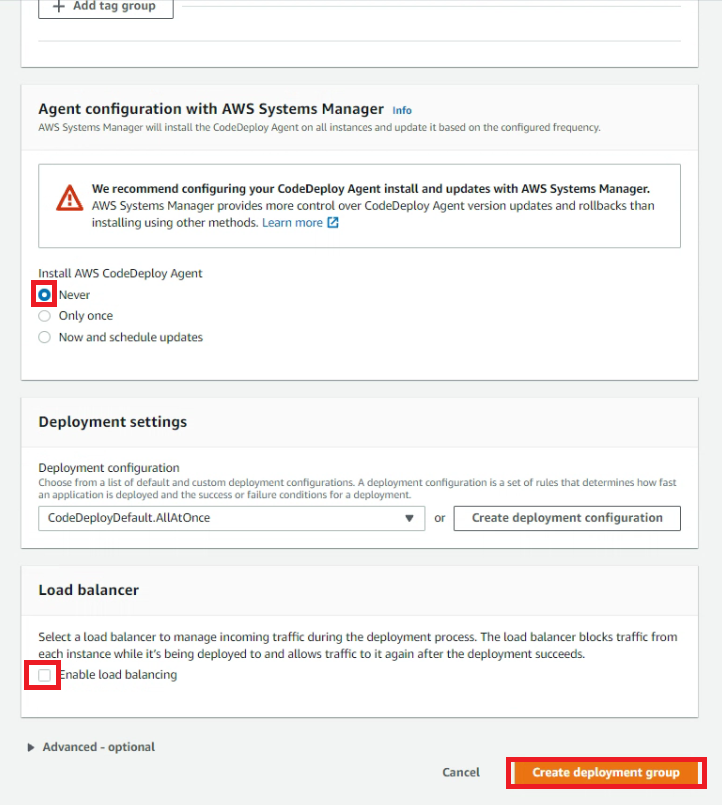 Add tag group
Agent configuration with AWS Systems Manager Info
AWS Systems Manager will install the CodeDeploy Agent on all instances and update it based on the configured frequency.
We recommend configuring your CodeDeploy Agent install and updates with AWS Systems Manager.
AWS Systems Manager provides more control over CodeDeploy Agent version updates and rollbacks than
installing using other methods. Learn more
Install AWS CodeDeploy Agent
Never
Only once
Now and schedule updates
Deployment settings
Deployment configuration
Choose from a list of default and custom deployment configurations. A deployment configuration is a set of rules that determines how fast
an application is deployed and the success or failure conditions for a deployment.
CodeDeployDefault.AllAtOnce or Create deployment configuration
Load balancer
Select a load balancer to manage incoming traffic during the deployment process. The load balancer blocks traffic from
each instance while it's being deployed to and allows traffic to it again after the deployment succeeds.
Enable load balancing
Advanced - optional
Cancel Create deployment group